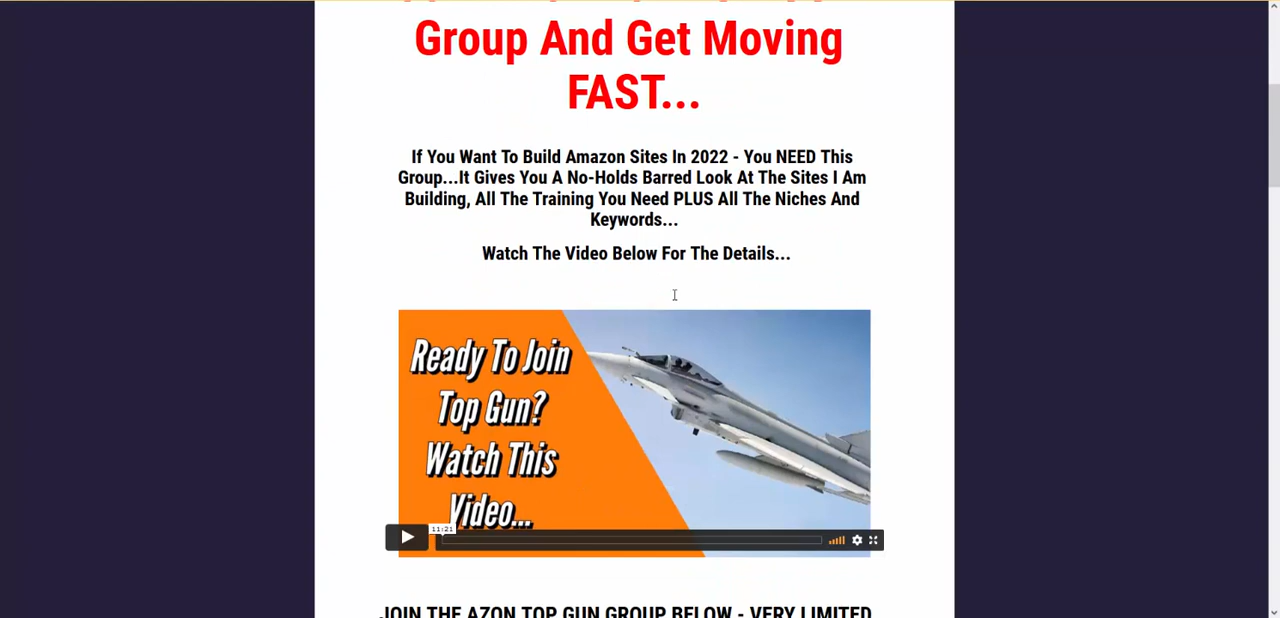 Group And Get Moving
FAST...
If You Want To Build Amazon Sites In 2022 - You NEED This
Group...It Gives You A No-Holds Barred Look At The Sites I Am
Building, All The Training You Need PLUS All The Niches And
Keywords...
Watch The Video Below For The Details...
Ready To Join
Top Gun?
Watch This
Video...
11:21
JOIN THE AZON TOP GUN GROUP BELOW - VERY LIMITED